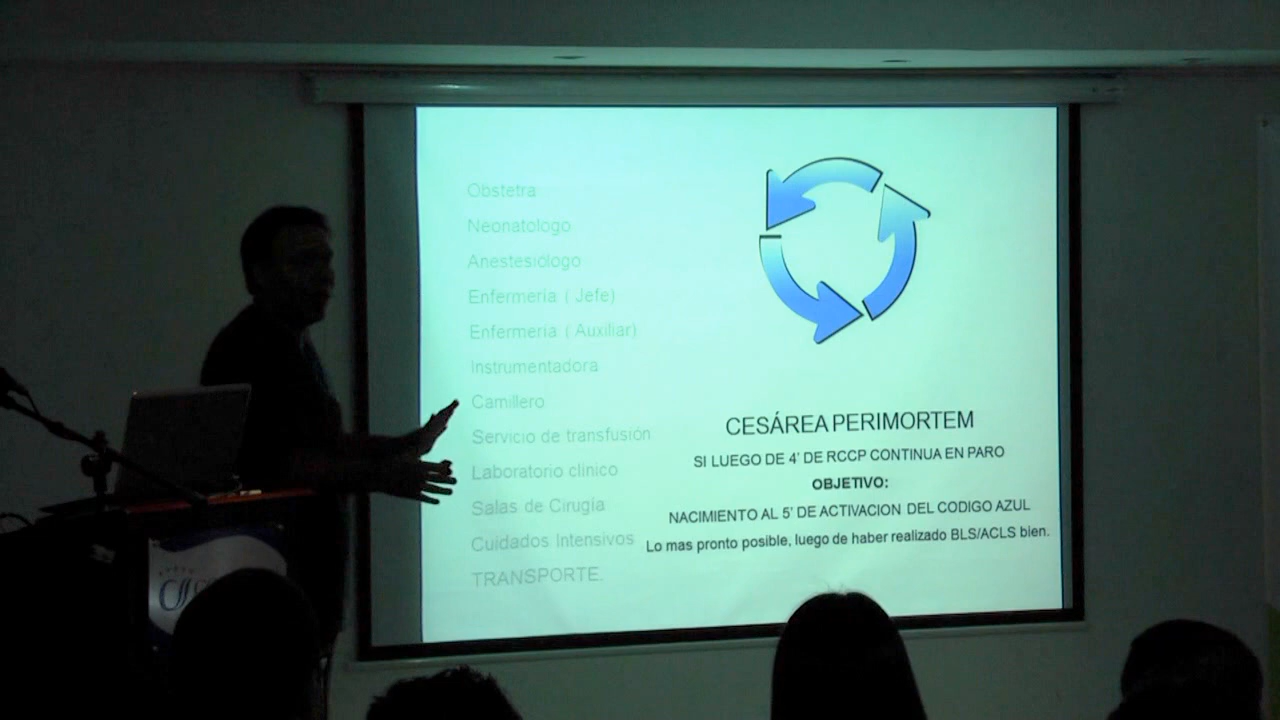 Obstetra
Neonatologo
Anestesiologo
Enfermeria ( Jefe)
Enfermeria ( Auxiliar)
Instrumentadora
Camillero
Servicio de transfusión
Laboratorio clinico
Salas de Cirugia
Cuidados Intensivos
TRANSPORTE.
CESÁREA PERIMORTEM
SI LUEGO DE 4' DE RCCP CONTINUA EN PARO
OBJETIVO:
NACIMIENTO AL 5' DE ACTIVACION DEL CODIGO AZUL
Lo mas pronto posible, luego de haber realizado BLS/ACLS bien.